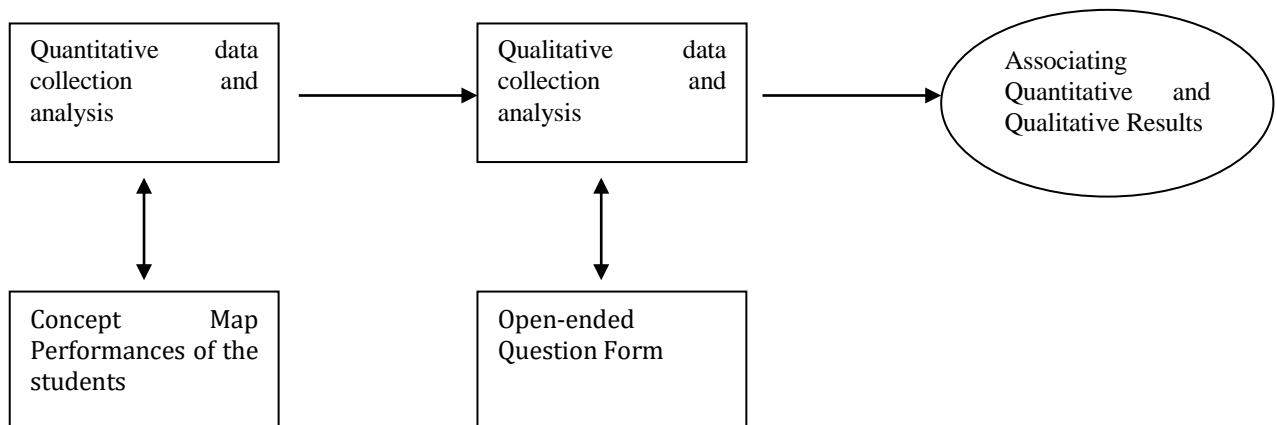 Quantitative data
collection and
analysis
Qualitative data
collection and
analysis
Associating
Quantitative and
Qualitative Results
Concept Map
Performances of the
students
Open-ended
Question Form